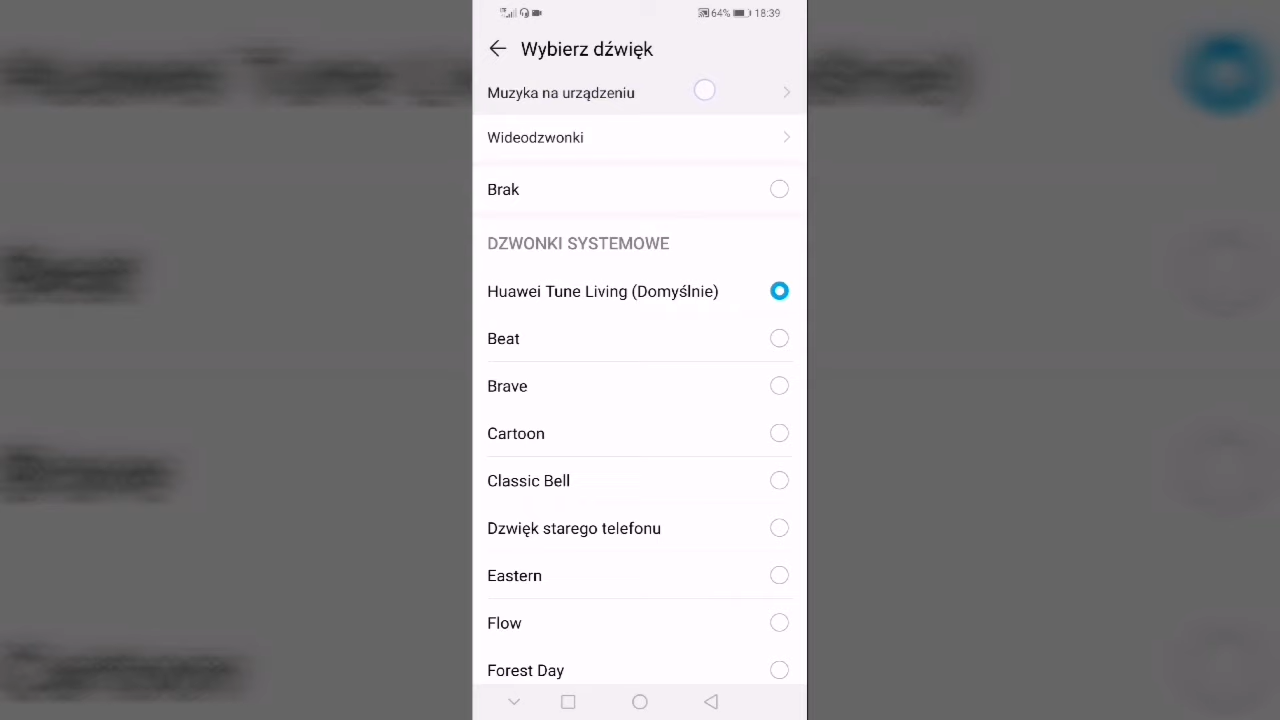 64% 18:39
Wybierz dźwięk
Muzyka na urządzeniu
Wideodzwonki
Brak
DZWONKI SYSTEMOWE
Huawei Tune Living (Domyślnie)
Beat
Brave
Cartoon
Classic Bell
Dzwięk starego telefonu
Eastern
Flow
Forest Day